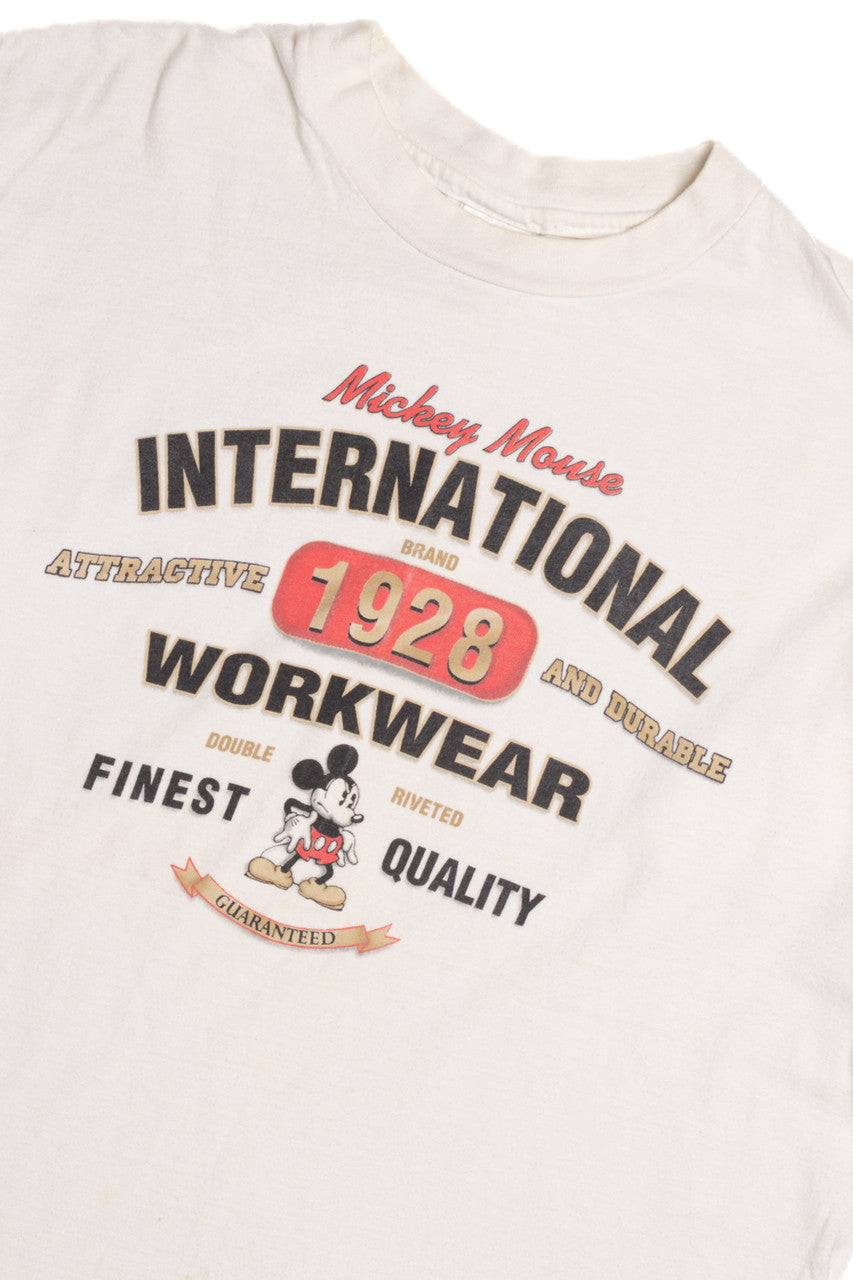 Mickey Mouse
INTERNATIONAL
BRAND
ATTRACTIVE 1928 AND DURABLE
WORKWEAR
DOUBLE RIVETED
FINEST QUALITY
GUARANTEED